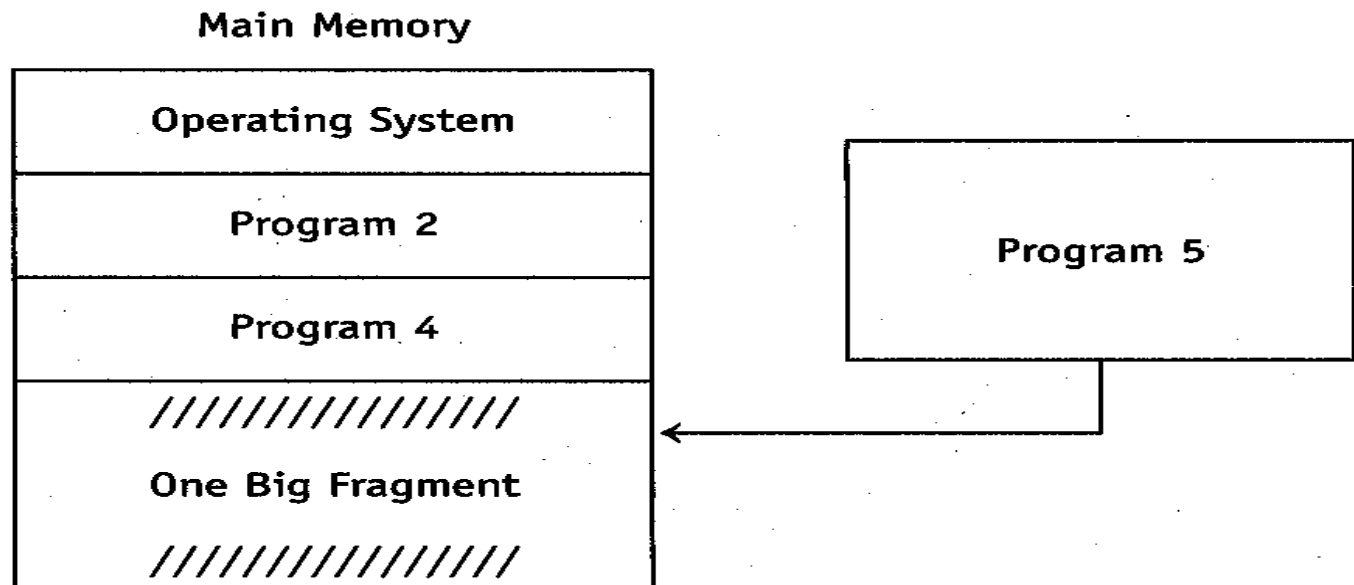 Main Memory
Operating System
Program 2
Program 4
////////////////
One Big Fragment
////////////////
Program 5